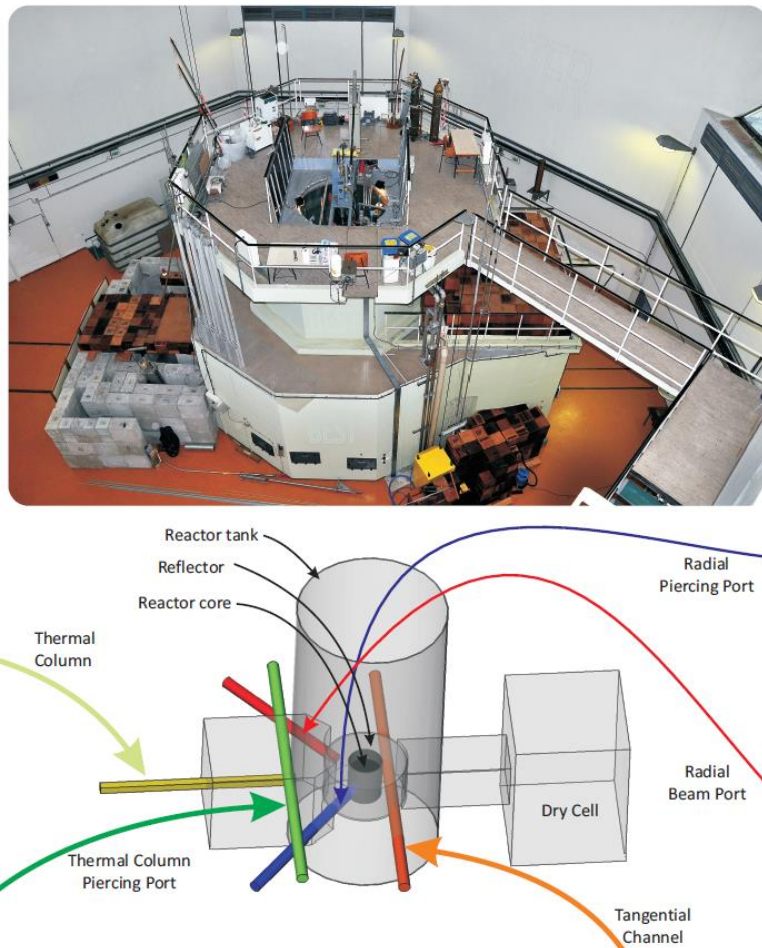 Reactor tank
Reflector
Reactor core
Radial
Piercing Port
Thermal
Column
Radial
Beam Port
Dry Cell
Thermal Column
Piercing Port
Tangential
Channel